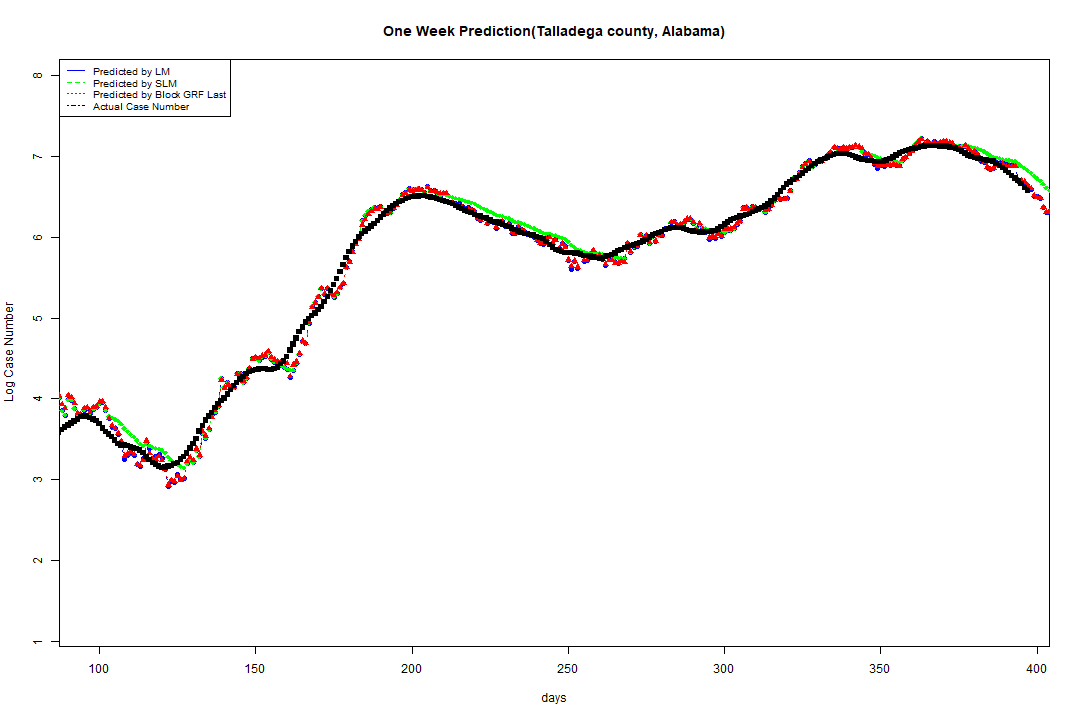 One Week Prediction(Talladega county, Alabama)
Predicted by LM
Predicted by SLM
Predicted by Block GRF Last
Actual Case Number
8
7
6
5
4
3
2
1
Log Case Number
100 150 200 250 300 350 400
days